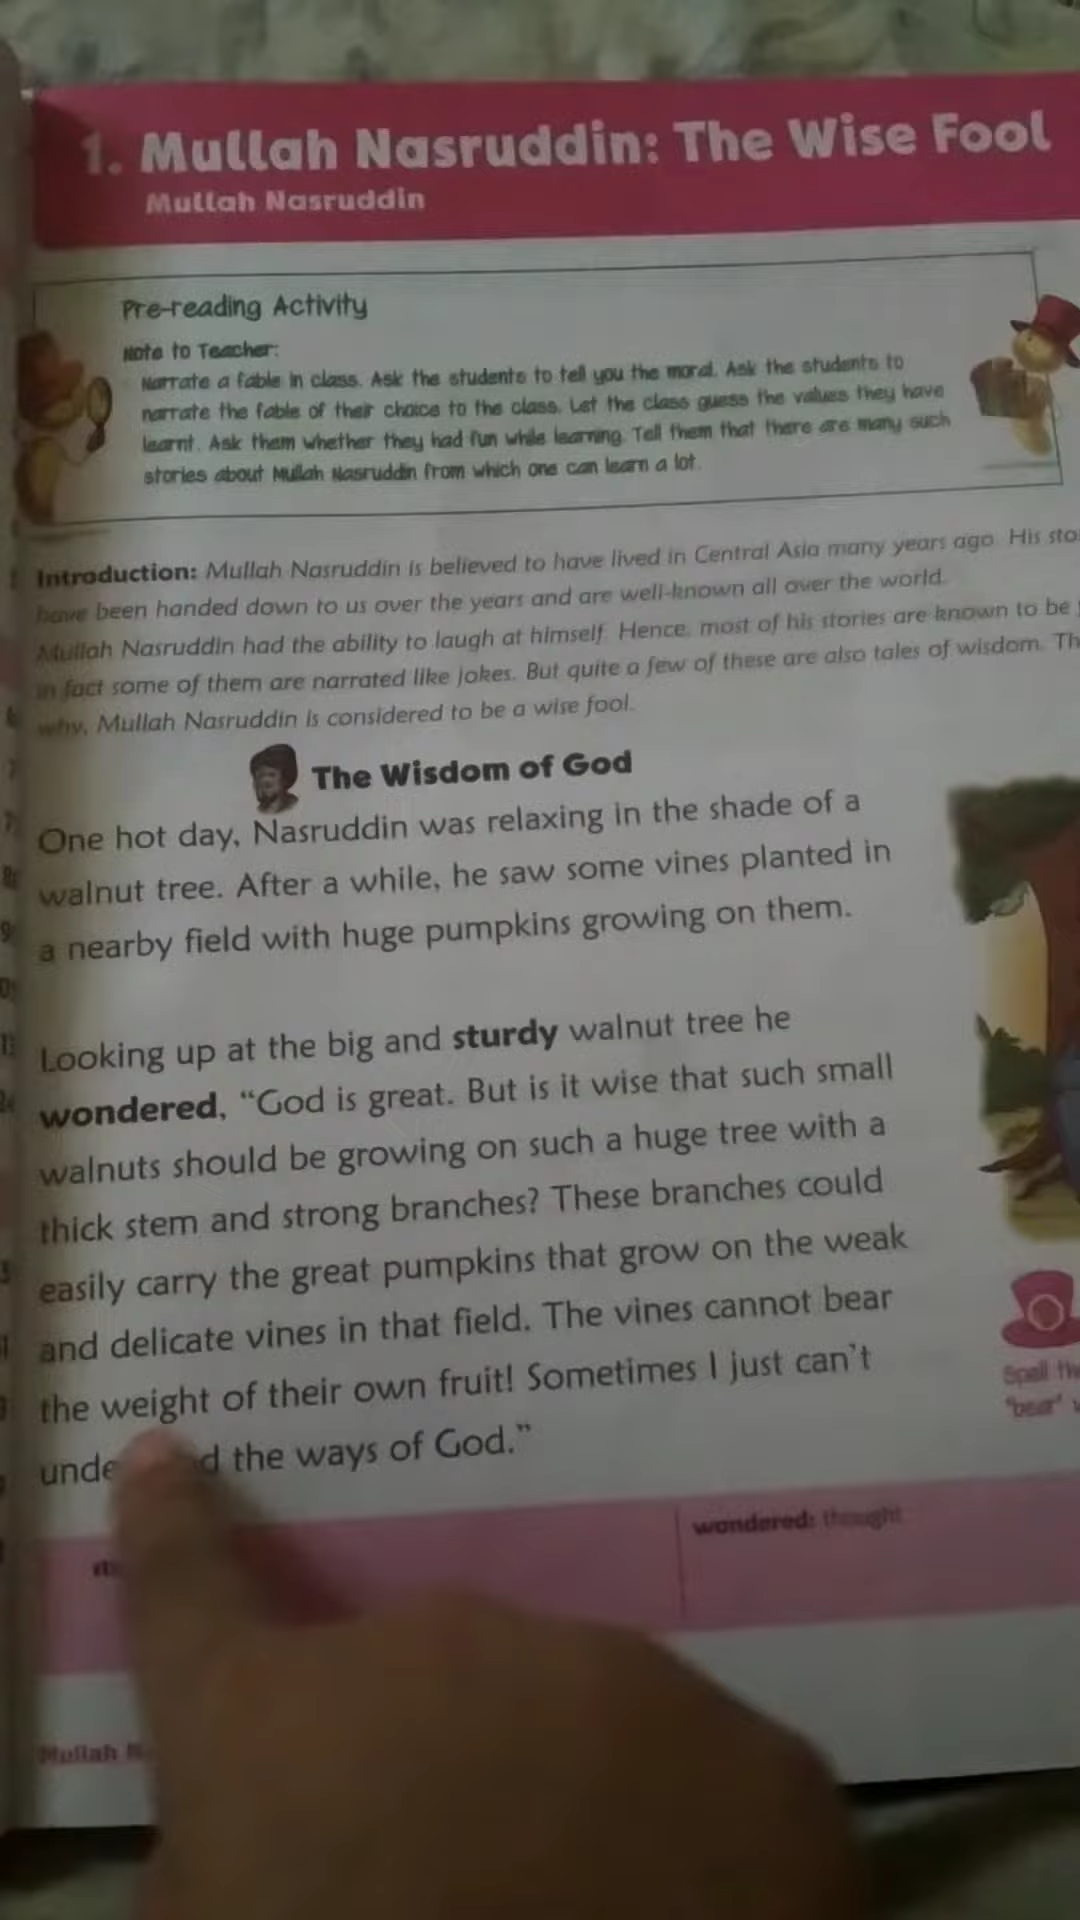 1. Mullah Nasruddin: The Wise Fool
Mullah Nasruddin
Pre-reading Activity
Note to Teacher:
Narrate a fable in class. Ask the students to tell you the moral. Ask the students to
narrate the fable of their choice to the class. Let the class guess the values they have
learnt. Ask them whether they had fun while learning. Tell them that there are many such
stories about Mullah Nasruddin from which one can learn a lot.
Introduction: Mullah Nasruddin is believed to have lived in Central Asia many years ago. His
have been handed down to us over the years and are well-known all over the world.
Mullah Nasruddin had the ability to laugh at himself. Hence, most of his stories are known to be
in fact some of them are narrated like jokes. But quite a few of these are also tales of wisdom.
why, Mullah Nasruddin is considered to be a wise fool.
The Wisdom of God
One hot day, Nasruddin was relaxing in the shade of a
walnut tree. After a while, he saw some vines planted in
a nearby field with huge pumpkins growing on them.
Looking up at the big and sturdy walnut tree he
wondered, “God is great. But is it wise that such small
walnuts should be growing on such a huge tree with a
thick stem and strong branches? These branches could
easily carry the great pumpkins that grow on the weak
and delicate vines in that field. The vines cannot bear
the weight of their own fruit! Sometimes I just can’t
the ways of God.”
Spell
“bear”
wondered: thought
Mullah